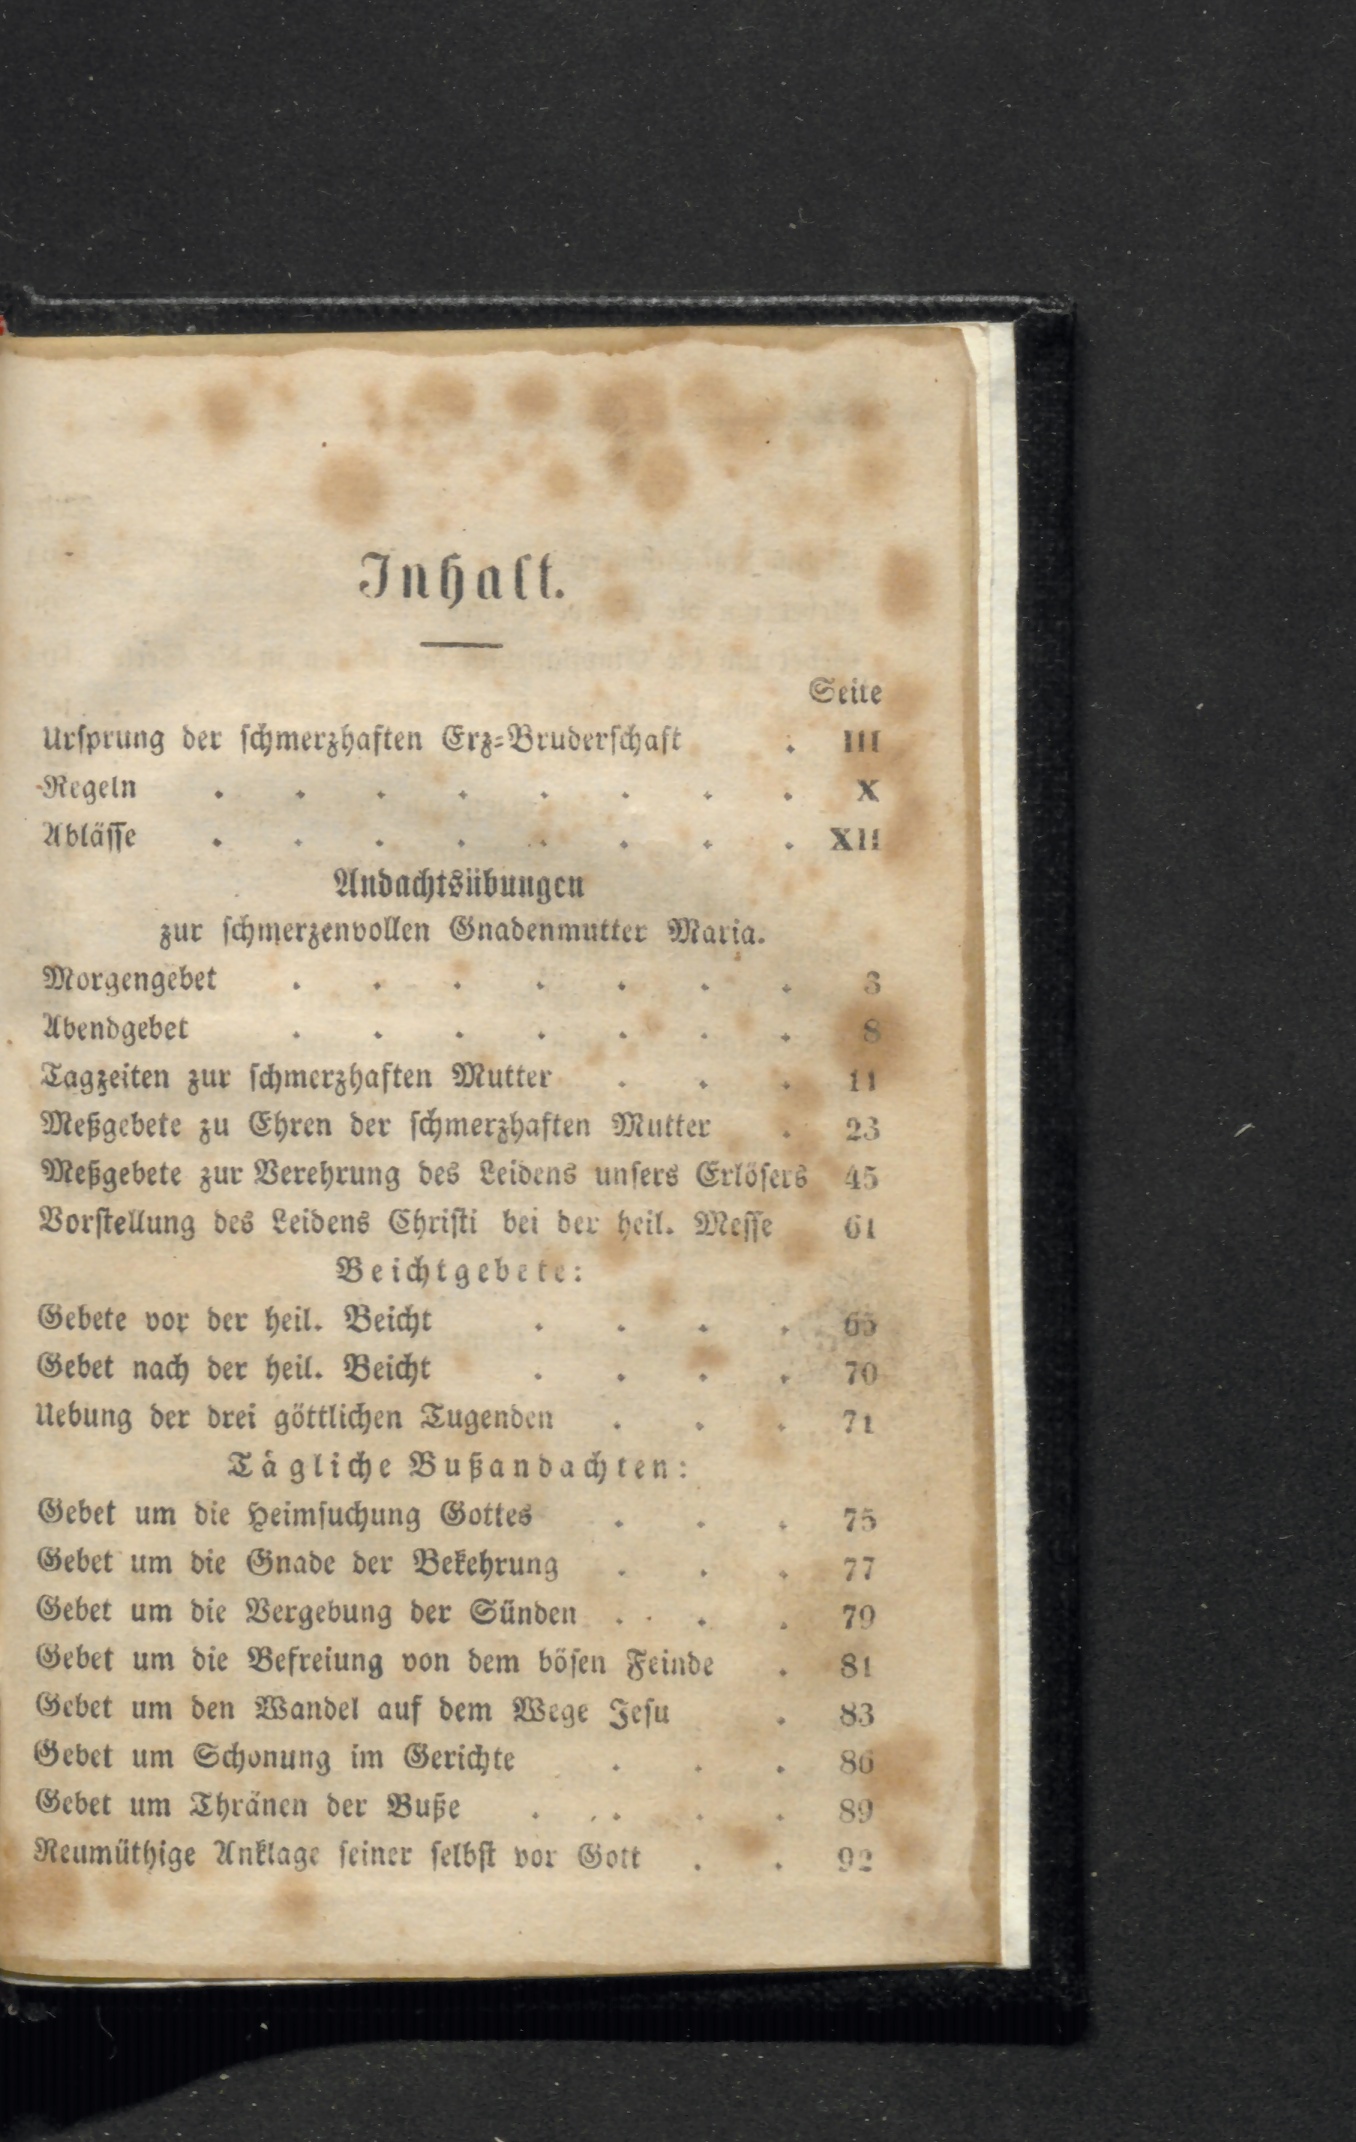 Inhalt.
Seite
Ursprung der schmerzhaften Erz-Bruderschaft . III
Regeln . . . . . . . . X
Ablässe . . . . . . . . XII
Andachtsübungen
zur schmerzenvollen Gnadenmutter Maria.
Morgengebet . . . . . . . 3
Abendgebet . . . . . . . 8
Tagzeiten zur schmerzhaften Mutter . . . 11
Meßgebete zu Ehren der schmerzhaften Mutter . 23
Meßgebete zur Verehrung des Leidens unsers Erlösers 45
Vorstellung des Leidens Christi bei der heil. Messe 61
Beichtgebete:
Gebete vor der heil. Beicht . . . . 65
Gebet nach der heil. Beicht . . . . 70
Uebung der drei göttlichen Tugenden . . . 71
Tägliche Bußandachten:
Gebet um die Heimsuchung Gottes . . . 75
Gebet um die Gnade der Bekehrung . . . 77
Gebet um die Vergebung der Sünden . . . 79
Gebet um die Befreiung von dem bösen Feinde . 81
Gebet um den Wandel auf dem Wege Jesu . 83
Gebet um Schonung im Gerichte . . . 86
Gebet um Thränen der Buße . . . . 89
Reumüthige Anklage seiner selbst vor Gott . . 92